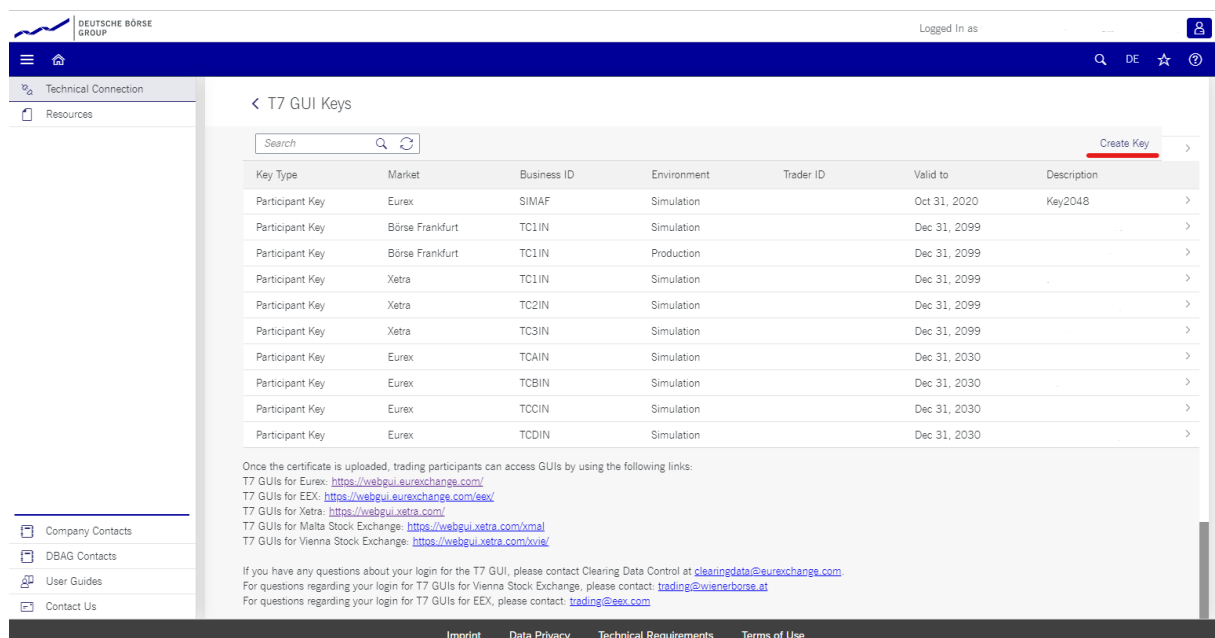 DEUTSCHE BÖRSE
GROUP
Logged In as
DE
Technical Connection
Resources
T7 GUI Keys
Search
Create Key
Key Type Market Business ID Environment Trader ID Valid to Description
Participant Key Eurex SIMAF Simulation Oct 31, 2020 Key2048
Participant Key Börse Frankfurt TC1IN Simulation Dec 31, 2099
Participant Key Börse Frankfurt TC1IN Production Dec 31, 2099
Participant Key Xetra TC1IN Simulation Dec 31, 2099
Participant Key Xetra TC2IN Simulation Dec 31, 2099
Participant Key Xetra TC3IN Simulation Dec 31, 2099
Participant Key Eurex TCAIN Simulation Dec 31, 2030
Participant Key Eurex TCBIN Simulation Dec 31, 2030
Participant Key Eurex TCCIN Simulation Dec 31, 2030
Participant Key Eurex TCDIN Simulation Dec 31, 2030
Once the certificate is uploaded, trading participants can access GUIs by using the following links:
T7 GUIs for Eurex: https://webgui.eurexchange.com/
T7 GUIs for EEX: https://webgui.eurexchange.com/eex/
T7 GUIs for Xetra: https://webgui.xetra.com/
T7 GUIs for Malta Stock Exchange: https://webgui.xetra.com/xmal
T7 GUIs for Vienna Stock Exchange: https://webgui.xetra.com/xvie/
If you have any questions about your login for the T7 GUI, please contact Clearing Data Control at clearingdata@eurexchange.com.
For questions regarding your login for T7 GUIs for Vienna Stock Exchange, please contact: trading@wienerborse.at
For questions regarding your login for T7 GUIs for EEX, please contact: trading@eex.com
Company Contacts
DBAG Contacts
User Guides
Contact Us
Imprint Data Privacy Technical Requirements Terms of Use